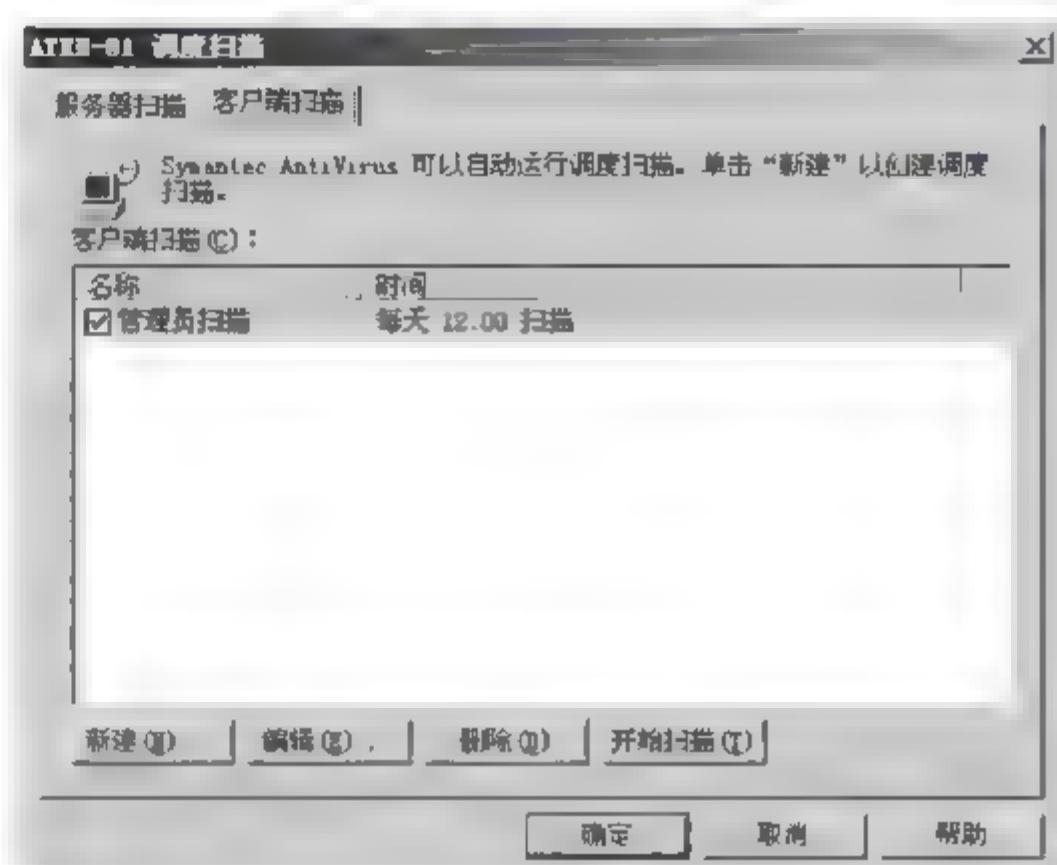 调度扫描
服务器扫描 客户端扫描
Symantec AntiVirus 可以自动运行调度扫描。单击“新建”以创建调度
扫描。
客户端扫描(C)：
名称 时间
管理员扫描 每天 12.00 扫描
新建(N) 编辑(E) 删除(D) 开始扫描(T)
确定 取消 帮助